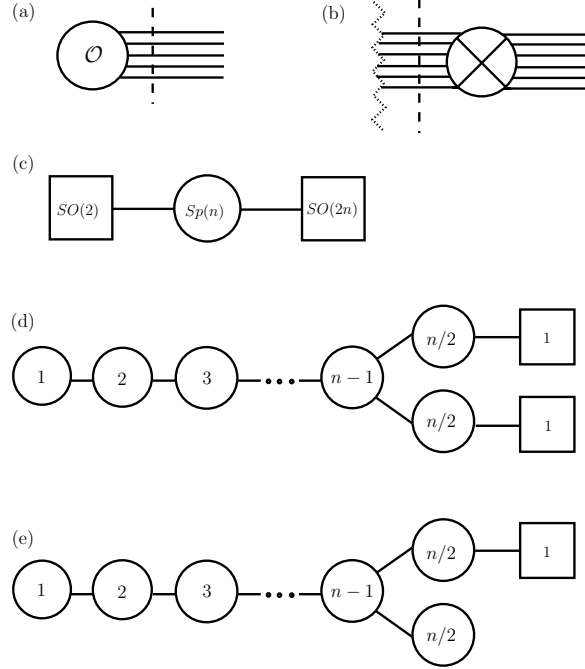 (a) (b)
𝒪
(c)
SO(2) Sp(n) SO(2n)
(d)
n/2 1
1 2 3 ••• n − 1
n/2 1
(e)
n/2 1
1 2 3 ••• n − 1
n/2